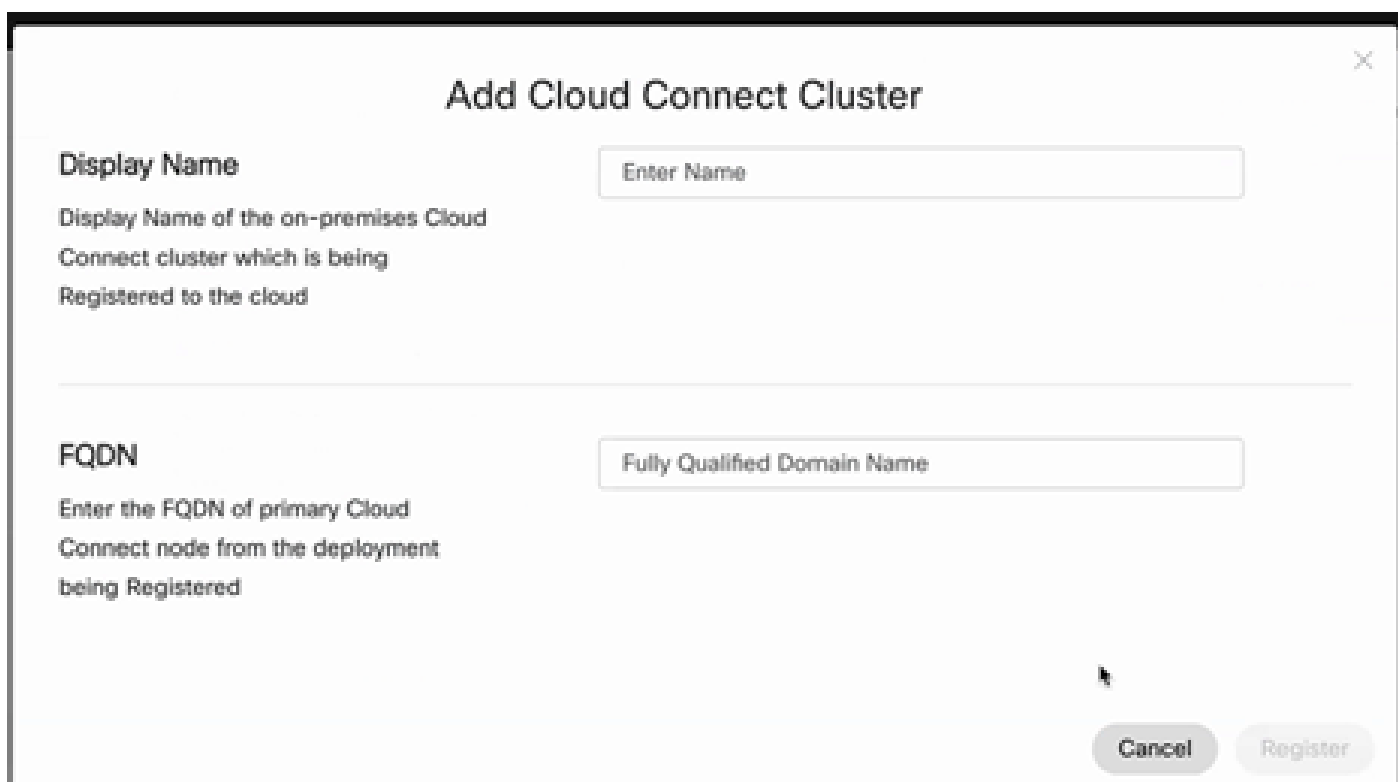 Add Cloud Connect Cluster
Display Name
Enter Name
Display Name of the on-premises Cloud
Connect cluster which is being
Registered to the cloud
FQDN
Fully Qualified Domain Name
Enter the FQDN of primary Cloud
Connect node from the deployment
being Registered
Cancel
Register